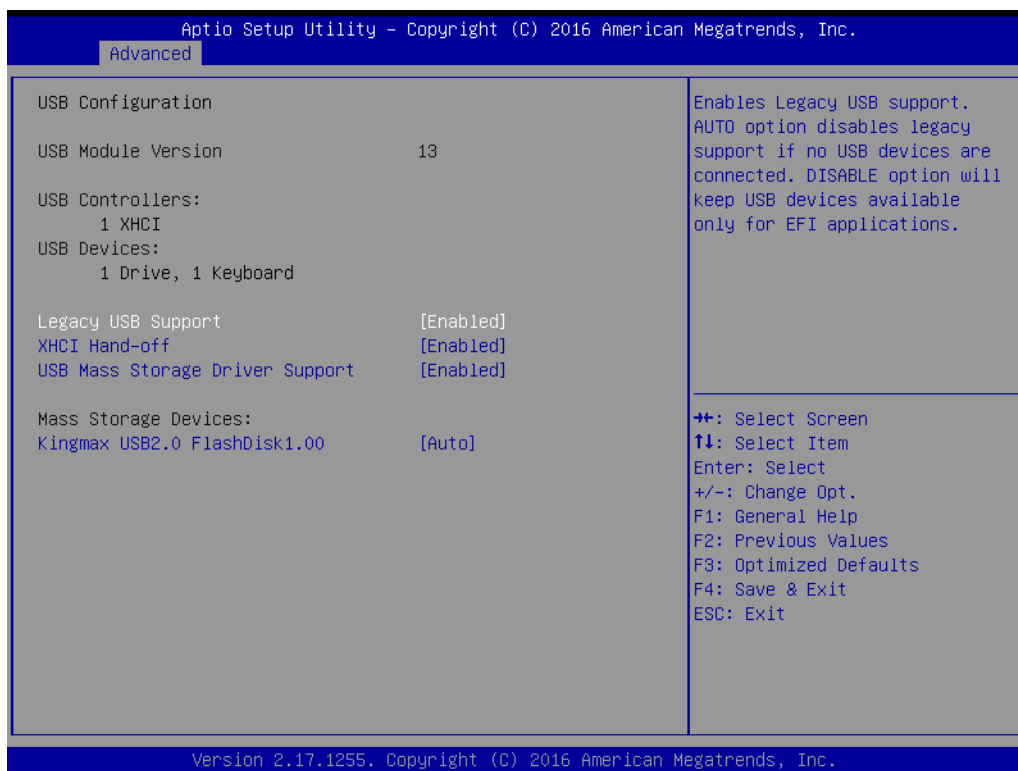 Aptio Setup Utility – Copyright (C) 2016 American Megatrends, Inc.
Advanced
USB Configuration
USB Module Version 13
USB Controllers:
1 XHCI
USB Devices:
1 Drive, 1 Keyboard
Legacy USB Support [Enabled]
XHCI Hand-off [Enabled]
USB Mass Storage Driver Support [Enabled]
Mass Storage Devices:
Kingmax USB2.0 FlashDisk1.00 [Auto]
Enables Legacy USB support.
AUTO option disables legacy
support if no USB devices are
connected. DISABLE option will
keep USB devices available
only for EFI applications.
→←: Select Screen
↑↓: Select Item
Enter: Select
+/-: Change Opt.
F1: General Help
F2: Previous Values
F3: Optimized Defaults
F4: Save & Exit
ESC: Exit
Version 2.17.1255. Copyright (C) 2016 American Megatrends, Inc.